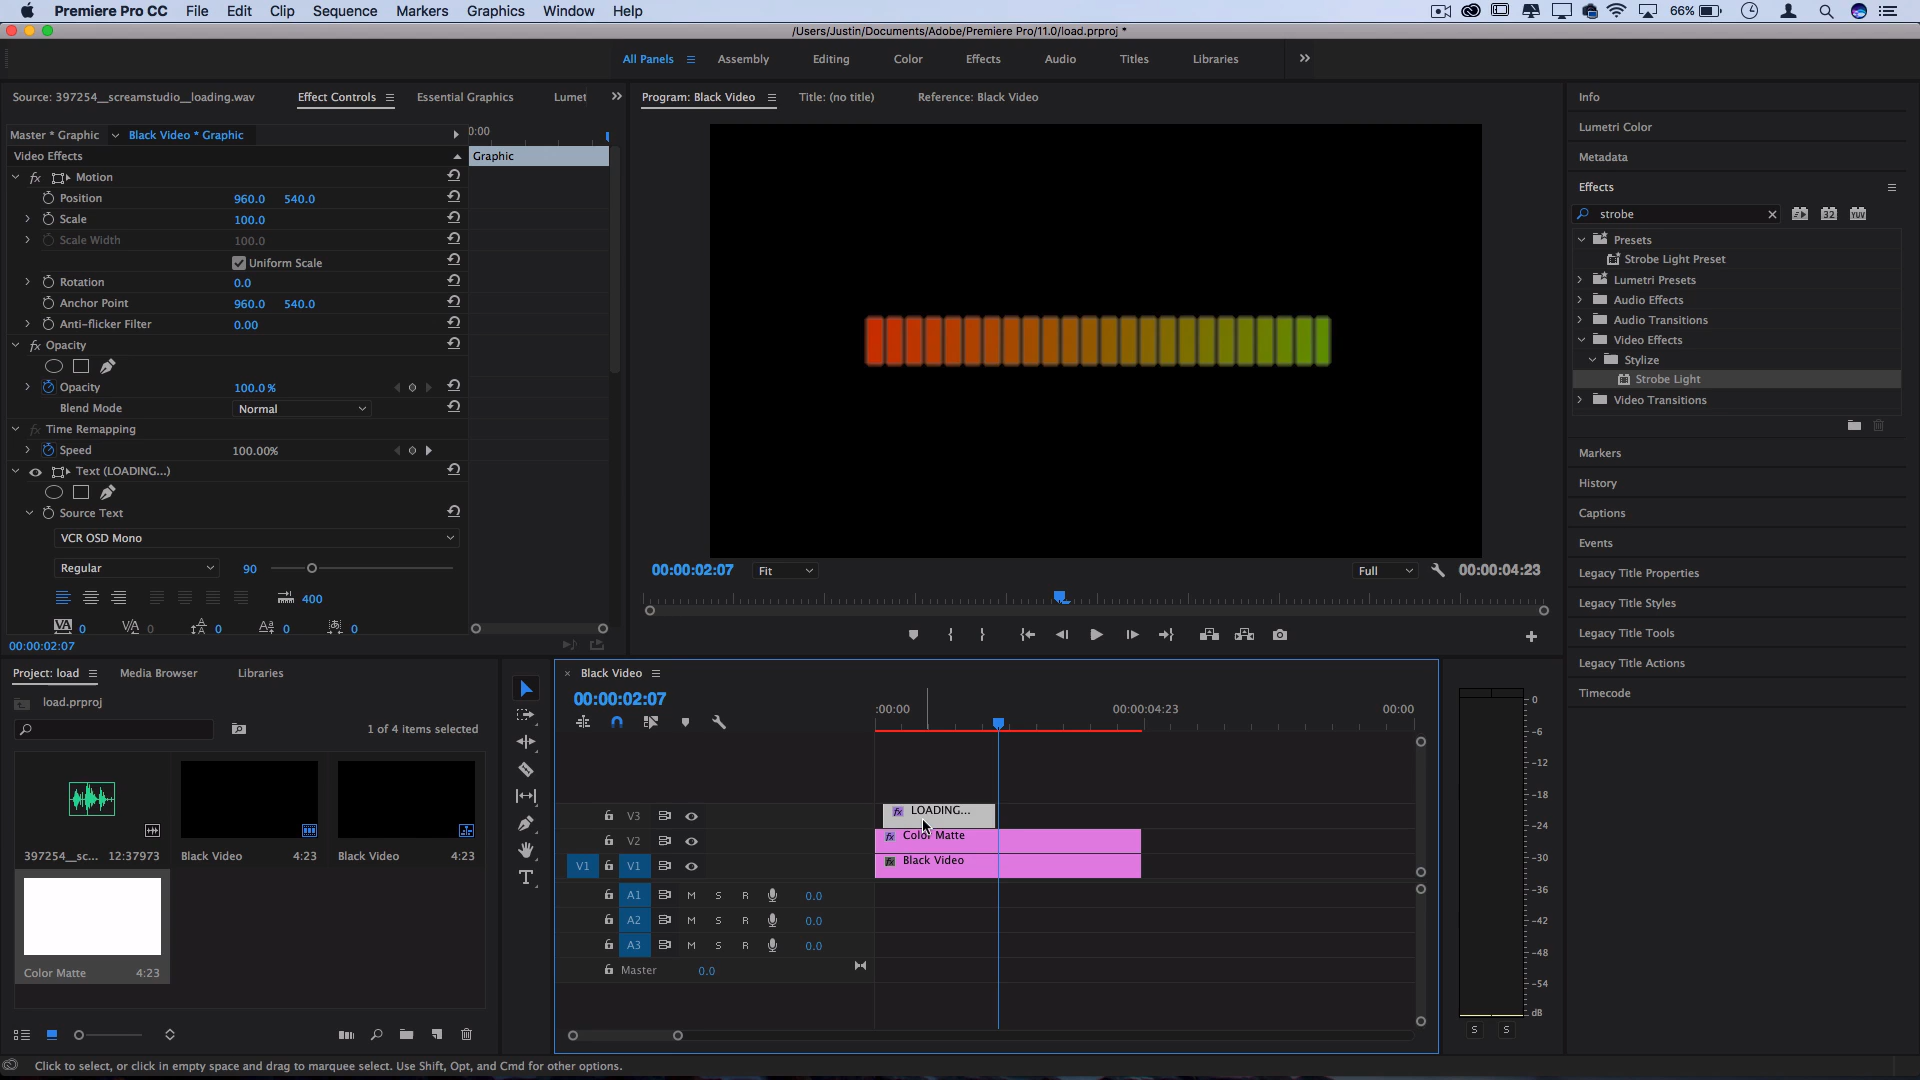 Premiere Pro CC File Edit Clip Sequence Markers Graphics Window Help 66%
/Users/Justin/Documents/Adobe/Premiere Pro/11.0/load.prproj *
All Panels Assembly Editing Color Effects Audio Titles Libraries
Source: 397254__screamstudio__loading.wav Effect Controls Essential Graphics Lumet
Master * Graphic Black Video * Graphic 0:00
Video Effects Graphic
fx Motion
Position 960.0 540.0
Scale 100.0
Scale Width 100.0
Uniform Scale
Rotation 0.0
Anchor Point 960.0 540.0
Anti-flicker Filter 0.00
fx Opacity
Opacity 100.0 %
Blend Mode Normal
fx Time Remapping
Speed 100.00%
Text (LOADING...)
Source Text
VCR OSD Mono
Regular 90
400
VA 0 VA 0 0 0 0
00:00:02:07
Program: Black Video Title: (no title) Reference: Black Video
00:00:02:07 Fit Full 00:00:04:23
Info
Lumetri Color
Metadata
Effects
strobe 32 YUV
Presets
Strobe Light Preset
Lumetri Presets
Audio Effects
Audio Transitions
Video Effects
Stylize
Strobe Light
Video Transitions
Markers
History
Captions
Events
Legacy Title Properties
Legacy Title Styles
Legacy Title Tools
Legacy Title Actions
Timecode
Project: load Media Browser Libraries
load.prproj
1 of 4 items selected
397254__sc... 12:37973 Black Video 4:23 Black Video 4:23
Color Matte 4:23
Black Video
00:00:02:07 :00:00 00:00:04:23 00:00
V3 fx LOADING...
V2 fx Color Matte
V1 V1 fx Black Video
A1 M S R 0.0
A2 M S R 0.0
A3 M S R 0.0
Master 0.0
0
-6
-12
-18
-24
-30
-36
-42
-48
-54
dB
S S
Click to select, or click in empty space and drag to marquee select. Use Shift, Opt, and Cmd for other options.